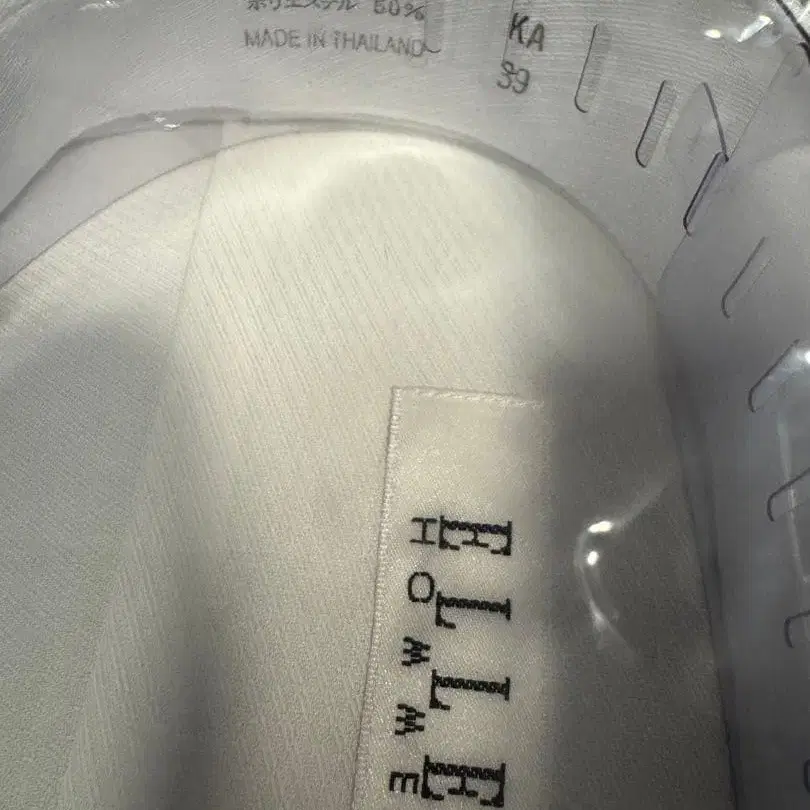 ポリエステル 50%
MADE IN THAILAND
KA
39
ELLE
HOMME